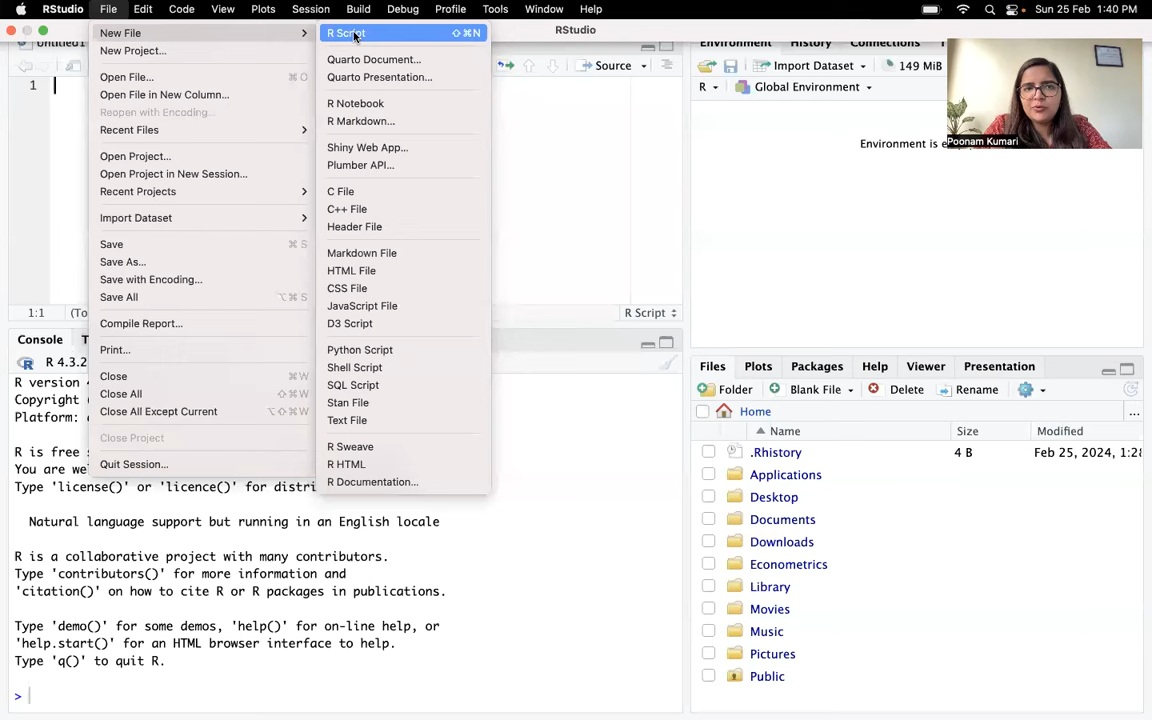 RStudio File Edit Code View Plots Session Build Debug Profile Tools Window Help Sun 25 Feb 1:40 PM
RStudio
New File
New Project...
Open File... ⌘ O
Open File in New Column...
Reopen with Encoding...
Recent Files
Open Project...
Open Project in New Session...
Recent Projects
Import Dataset
Save ⌘ S
Save As...
Save with Encoding...
Save All ⌥⌘ S
Compile Report...
Print...
Close ⌘W
Close All ⇧⌘W
Close All Except Current ⌥⇧⌘W
Close Project
Quit Session...
R Script ⇧⌘N
Quarto Document...
Quarto Presentation...
R Notebook
R Markdown...
Shiny Web App...
Plumber API...
C File
C++ File
Header File
Markdown File
HTML File
CSS File
JavaScript File
D3 Script
Python Script
Shell Script
SQL Script
Stan File
Text File
R Sweave
R HTML
R Documentation...
Untitled1
Source
1
1:1 (To
R Script
Console T
R 4.3.2
R version 4
Copyright
Platform:
R is free s
You are wel
Type 'license()' or 'licence()' for distri
Natural language support but running in an English locale
R is a collaborative project with many contributors.
Type 'contributors()' for more information and
'citation()' on how to cite R or R packages in publications.
Type 'demo()' for some demos, 'help()' for on-line help, or
'help.start()' for an HTML browser interface to help.
Type 'q()' to quit R.
>
Environment History Connections Tutorial
Import Dataset 149 MiB
R Global Environment
Environment is e
Poonam Kumari
Files Plots Packages Help Viewer Presentation
Folder Blank File Delete Rename
Home ...
Name Size Modified
.Rhistory 4 B Feb 25, 2024, 1:28
Applications
Desktop
Documents
Downloads
Econometrics
Library
Movies
Music
Pictures
Public